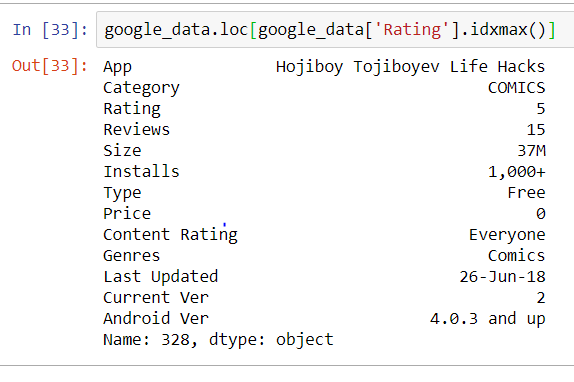 In [33]: google_data.loc[google_data['Rating'].idxmax()]
Out[33]: App Hojiboy Tojiboyev Life Hacks
Category COMICS
Rating 5
Reviews 15
Size 37M
Installs 1,000+
Type Free
Price 0
Content Rating Everyone
Genres Comics
Last Updated 26-Jun-18
Current Ver 2
Android Ver 4.0.3 and up
Name: 328, dtype: object